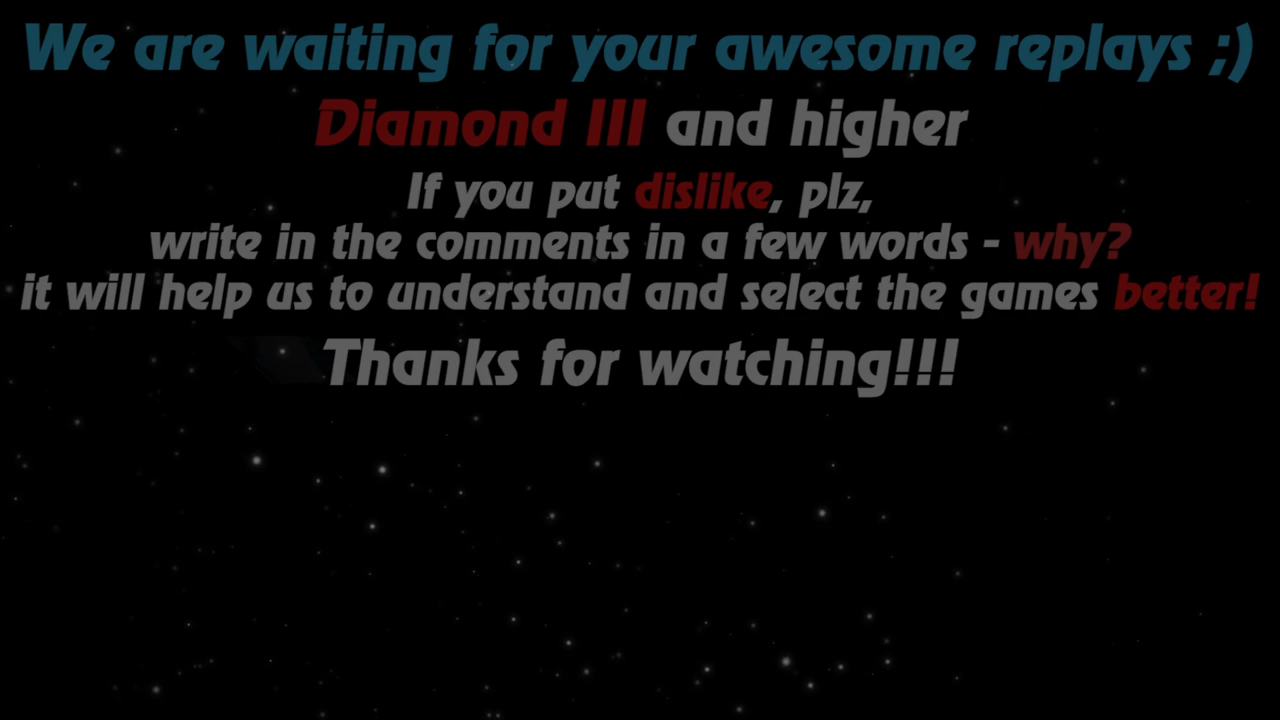 We are waiting for your awesome replays ;)
Diamond III and higher
If you put dislike, plz,
write in the comments in a few words - why?
it will help us to understand and select the games better!
Thanks for watching!!!